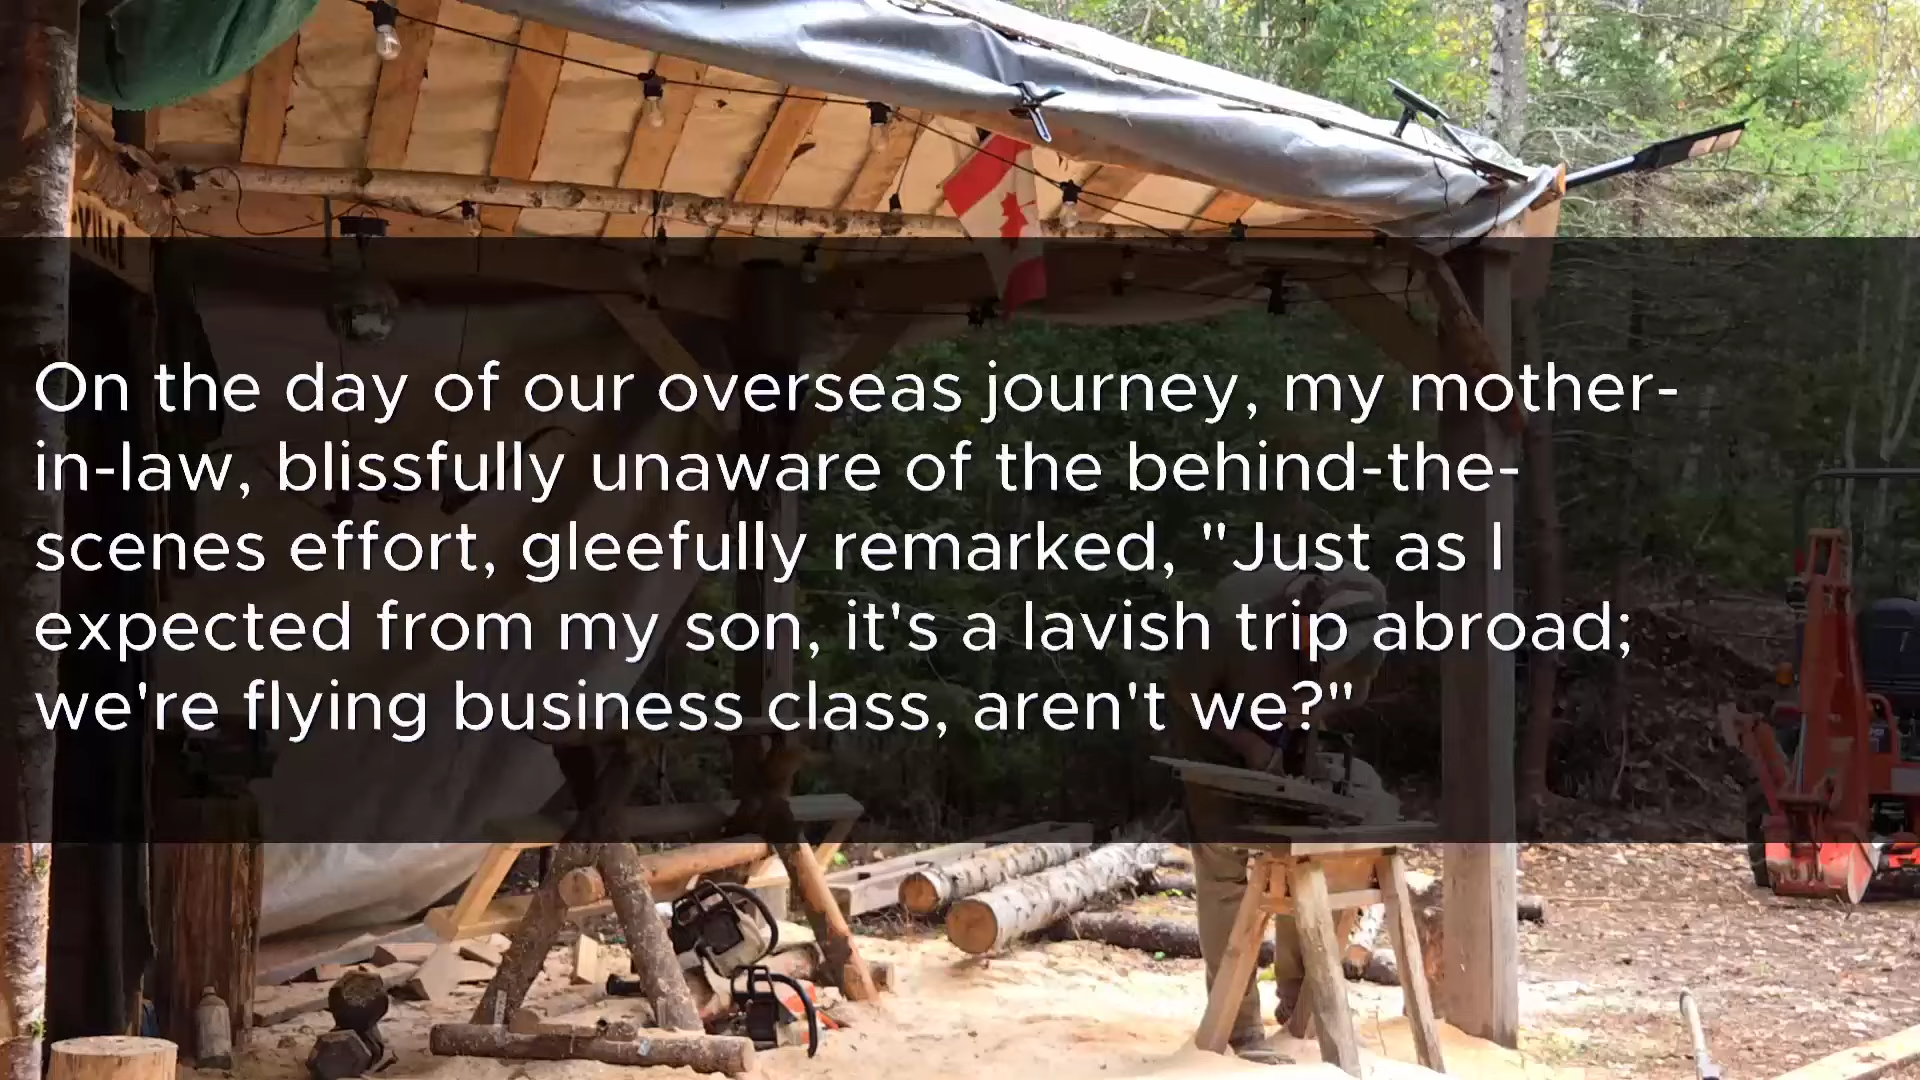 On the day of our overseas journey, my mother-
in-law, blissfully unaware of the behind-the-
scenes effort, gleefully remarked, "Just as I
expected from my son, it's a lavish trip abroad;
we're flying business class, aren't we?"